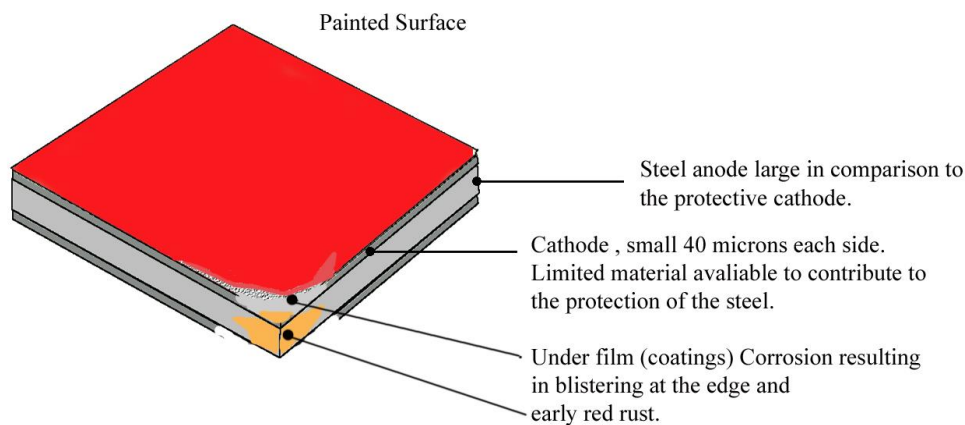 Painted Surface
Steel anode large in comparison to
the protective cathode.
Cathode , small 40 microns each side.
Limited material avaliable to contribute to
the protection of the steel.
Under film (coatings) Corrosion resulting
in blistering at the edge and
early red rust.